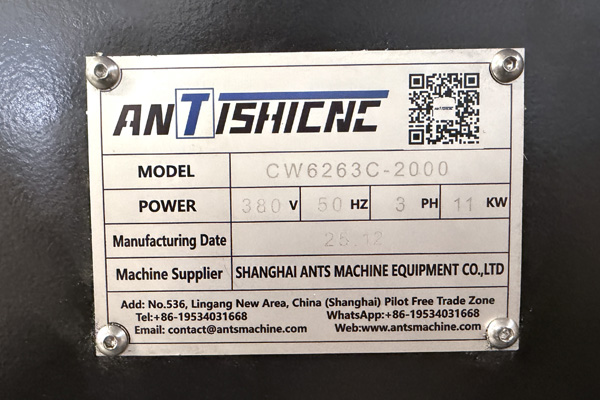 ANTISHICNC
MODEL CW6263C-2000
POWER 380 V 50 HZ 3 PH 11 KW
Manufacturing Date 25.12
Machine Supplier SHANGHAI ANTS MACHINE EQUIPMENT CO.,LTD
Add: No.536, Lingang New Area, China (Shanghai) Pilot Free Trade Zone
Tel:+86-19534031668 WhatsApp:+86-19534031668
Email: contact@antsmachine.com Web:www.antsmachine.com